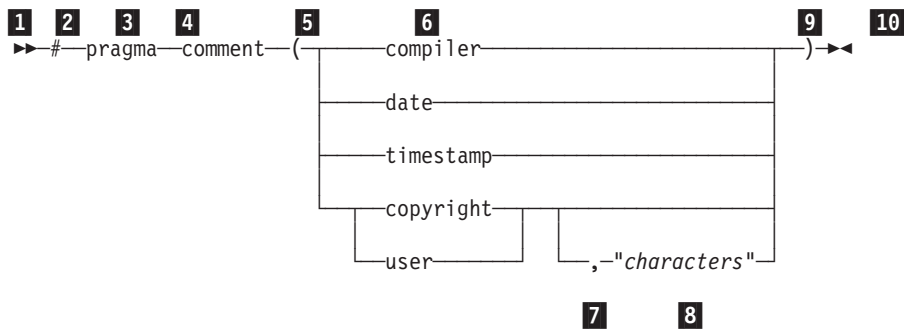 1 2 3 4 5 6 9 10
# pragma comment ( compiler )
date
timestamp
copyright
user , "characters"
7 8